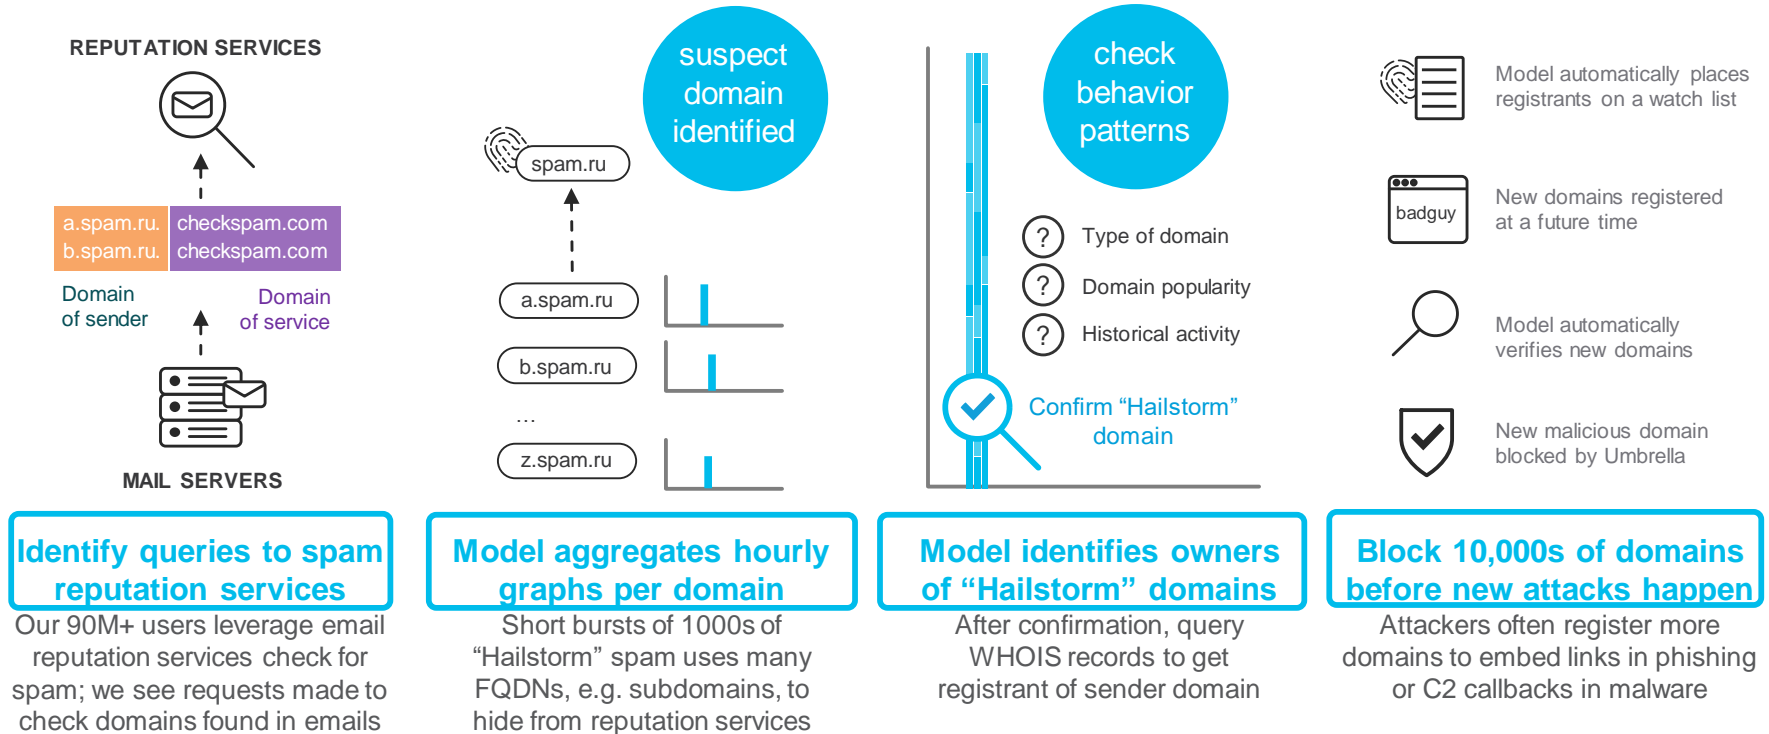 REPUTATION SERVICES
a.spam.ru. checkspam.com
b.spam.ru. checkspam.com
Domain
of sender
Domain
of service
MAIL SERVERS
Identify queries to spam
reputation services
Our 90M+ users leverage email
reputation services check for
spam; we see requests made to
check domains found in emails
suspect
domain
identified
spam.ru
a.spam.ru
b.spam.ru
...
z.spam.ru
Model aggregates hourly
graphs per domain
Short bursts of 1000s of
“Hailstorm” spam uses many
FQDNs, e.g. subdomains, to
hide from reputation services
check
behavior
patterns
? Type of domain
? Domain popularity
? Historical activity
Confirm “Hailstorm”
domain
Model identifies owners
of “Hailstorm” domains
After confirmation, query
WHOIS records to get
registrant of sender domain
Model automatically places
registrants on a watch list
badguy
New domains registered
at a future time
Model automatically
verifies new domains
New malicious domain
blocked by Umbrella
Block 10,000s of domains
before new attacks happen
Attackers often register more
domains to embed links in phishing
or C2 callbacks in malware